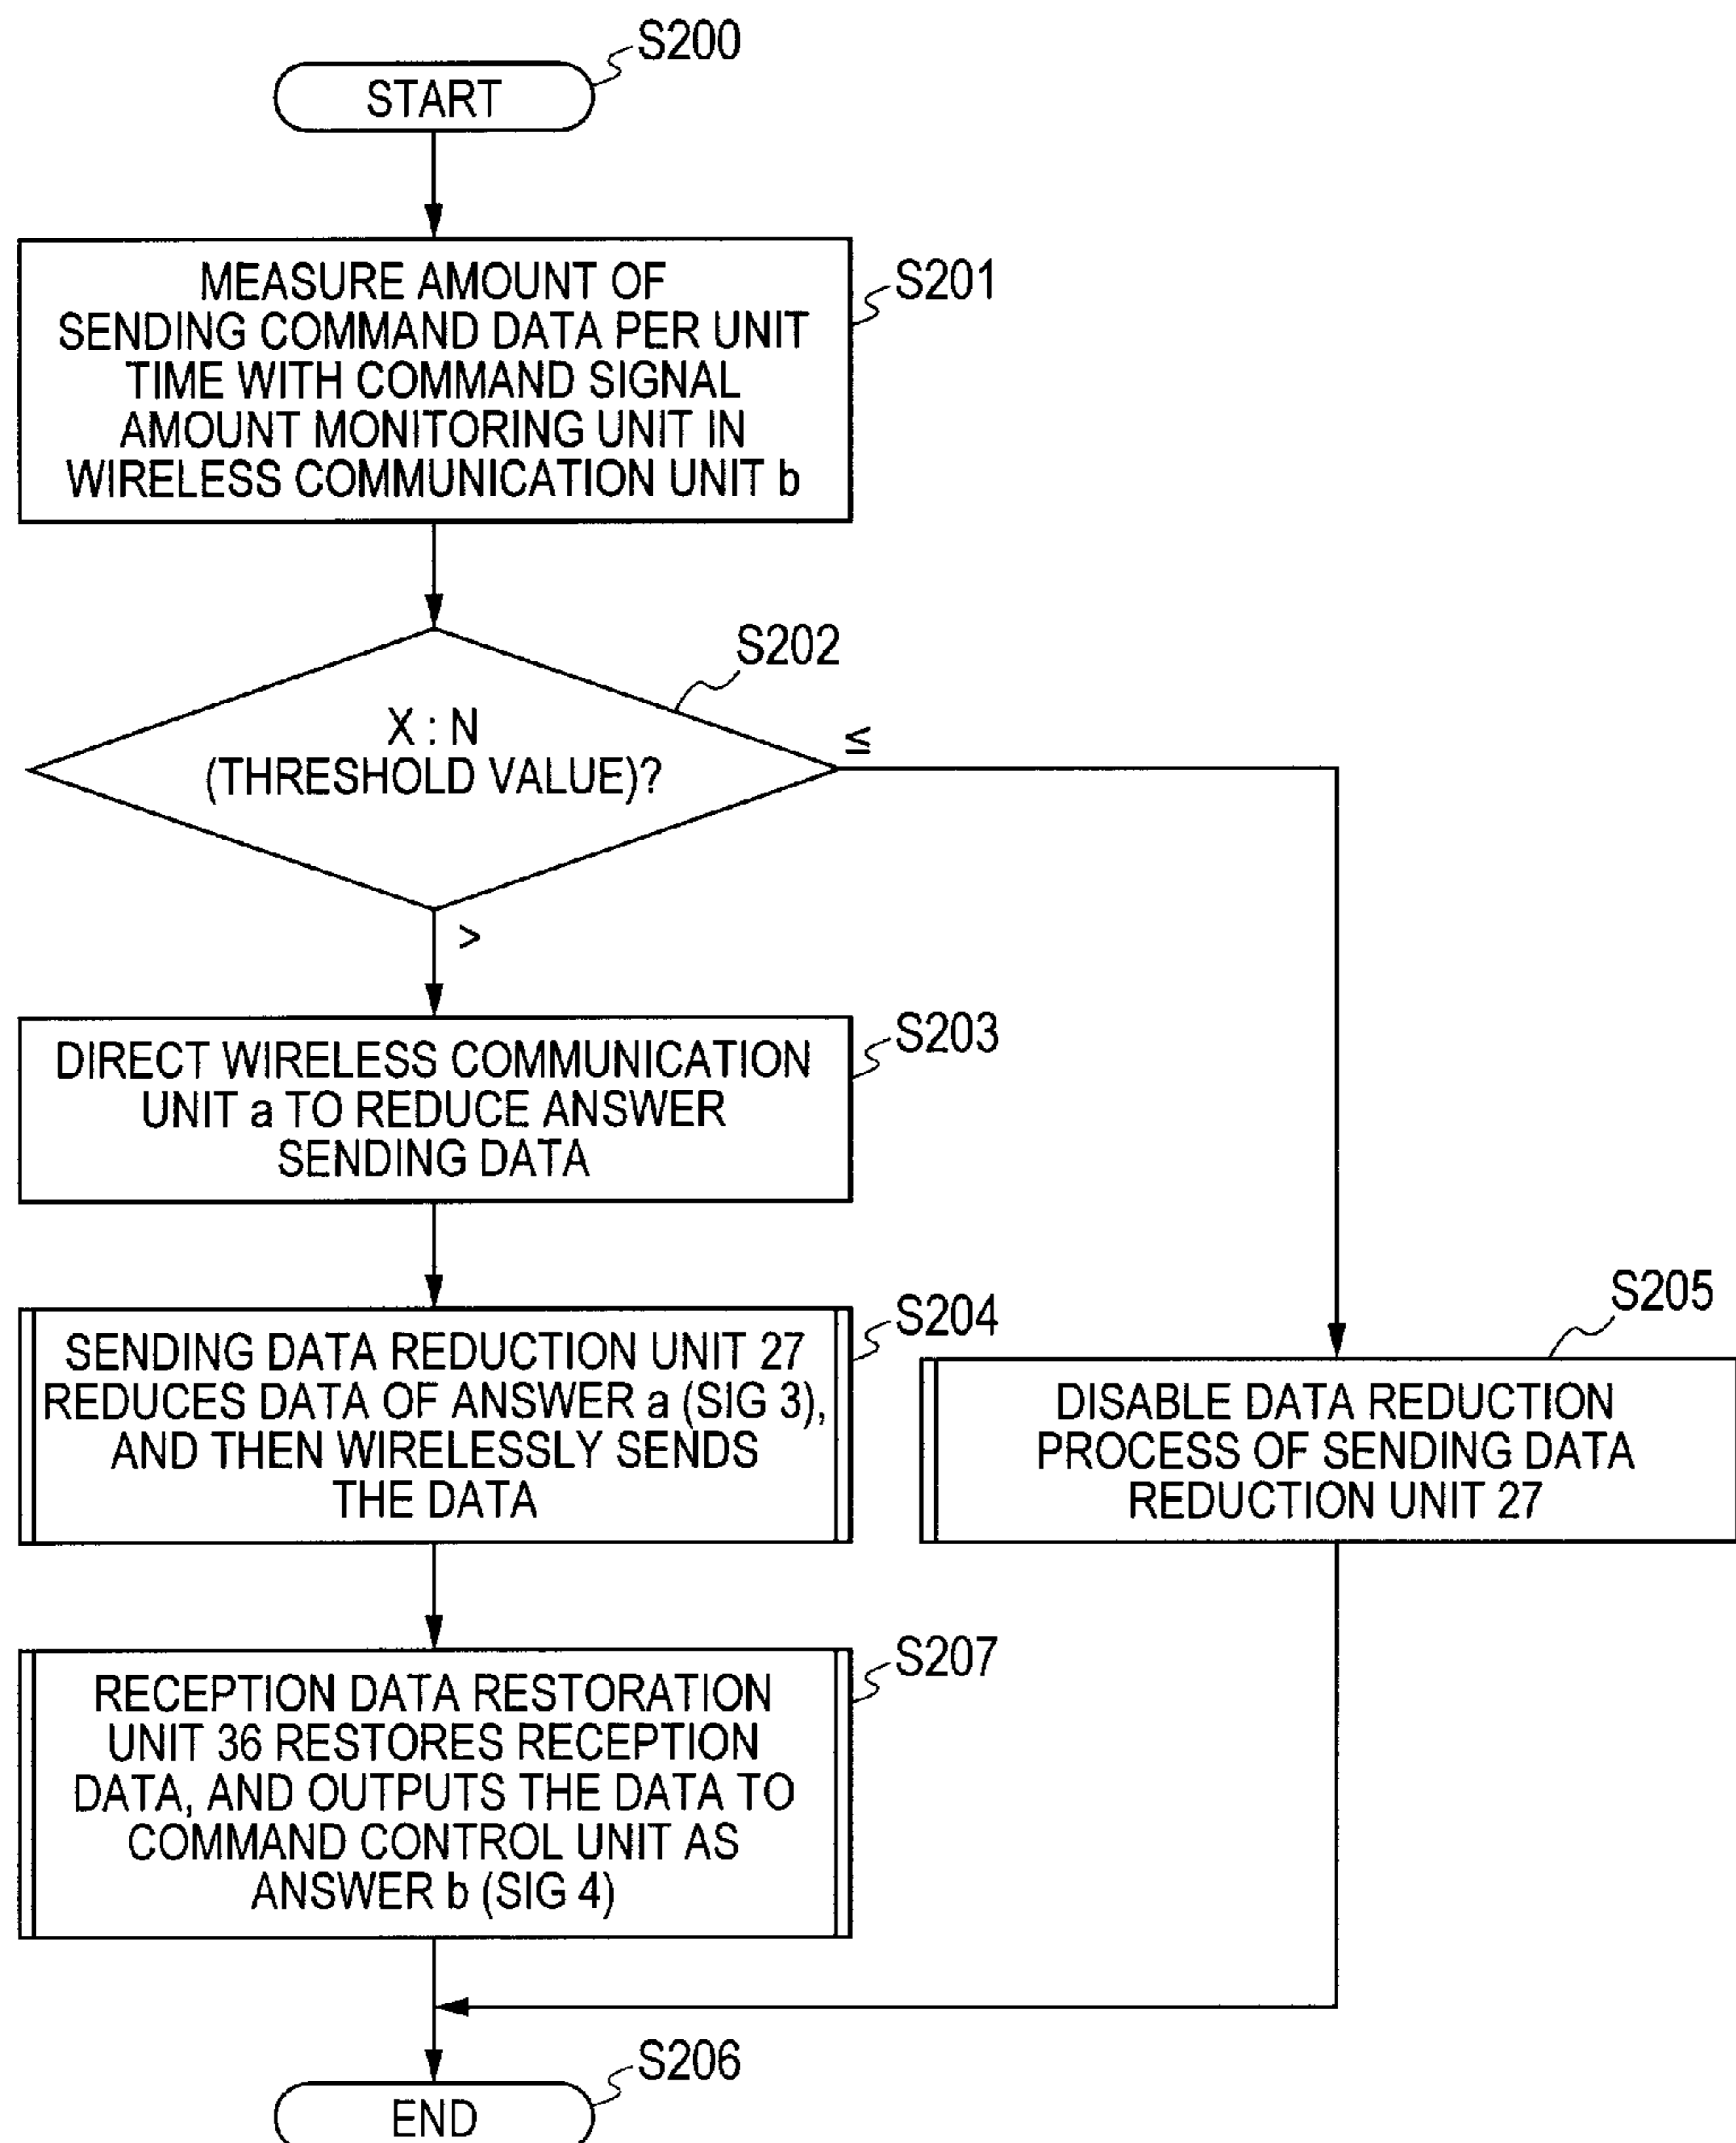 S200
START
MEASURE AMOUNT OF
SENDING COMMAND DATA PER UNIT
TIME WITH COMMAND SIGNAL
AMOUNT MONITORING UNIT IN
WIRELESS COMMUNICATION UNIT b
S201
S202
X : N
(THRESHOLD VALUE)?
≤
>
DIRECT WIRELESS COMMUNICATION
UNIT a TO REDUCE ANSWER
SENDING DATA
S203
SENDING DATA REDUCTION UNIT 27
REDUCES DATA OF ANSWER a (SIG 3),
AND THEN WIRELESSLY SENDS
THE DATA
S204
S205
DISABLE DATA REDUCTION
PROCESS OF SENDING DATA
REDUCTION UNIT 27
RECEPTION DATA RESTORATION
UNIT 36 RESTORES RECEPTION
DATA, AND OUTPUTS THE DATA TO
COMMAND CONTROL UNIT AS
ANSWER b (SIG 4)
S207
S206
END